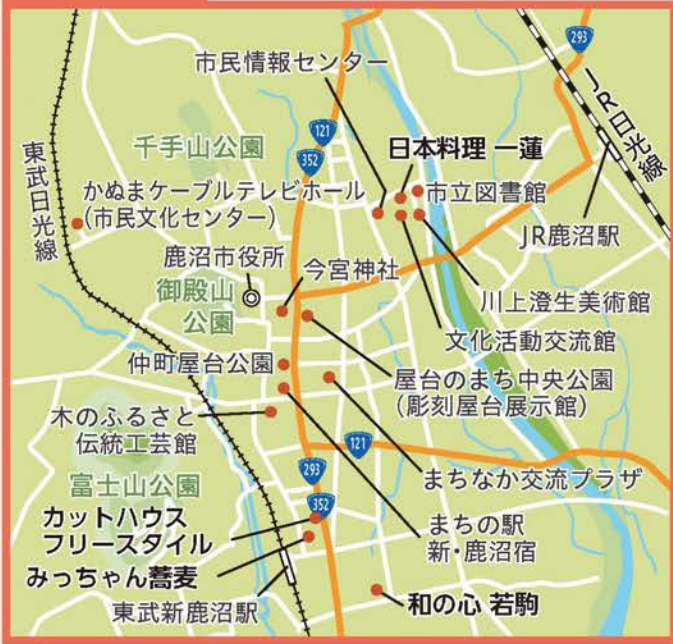 293
市民情報センター
JR日光線
121
千手山公園
352
日本料理 一蓮
東武日光線
かぬまケーブルテレビホール
(市民文化センター)
市立図書館
JR鹿沼駅
鹿沼市役所
今宮神社
御殿山
公園
川上澄生美術館
文化活動交流館
仲町屋台公園
屋台のまち中央公園
(彫刻屋台展示館)
木のふるさと
伝統工芸館
121
293
まちなか交流プラザ
富士山公園
352
カットハウス
フリースタイル
まちの駅
新・鹿沼宿
みっちゃん蕎麦
東武新鹿沼駅
和の心 若駒